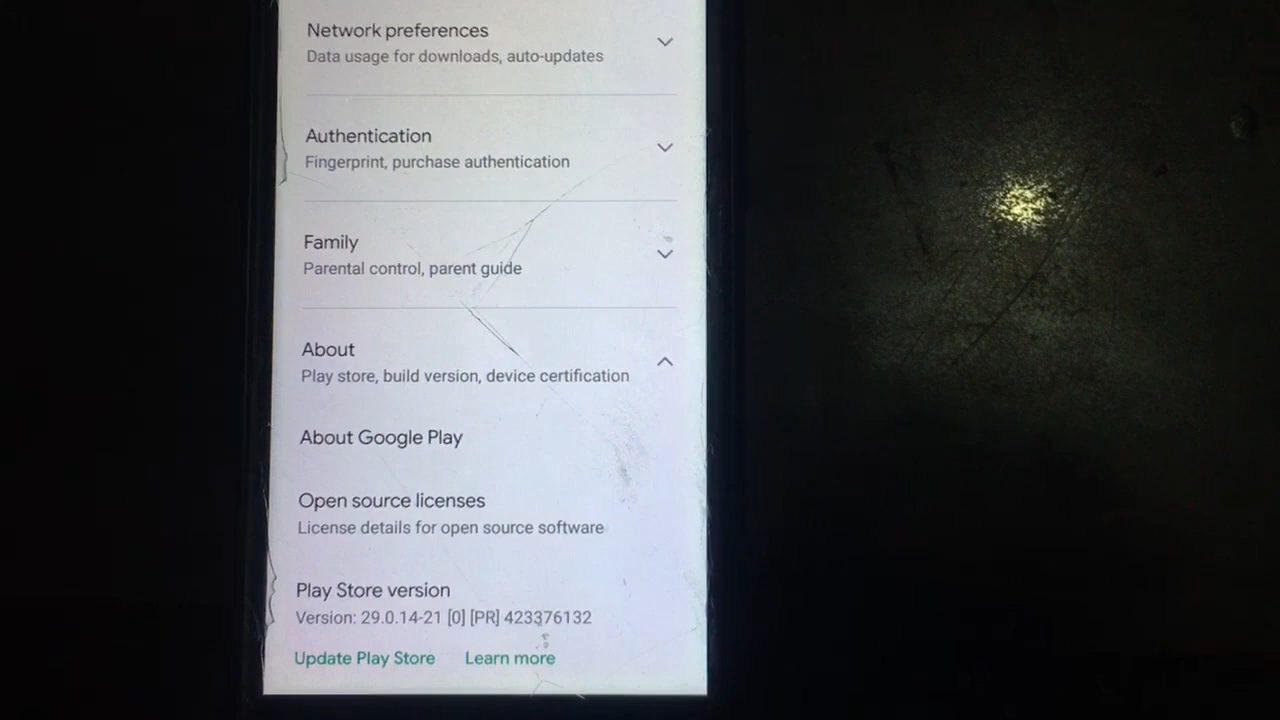 Network preferences
Data usage for downloads, auto-updates
Authentication
Fingerprint, purchase authentication
Family
Parental control, parent guide
About
Play store, build version, device certification
About Google Play
Open source licenses
License details for open source software
Play Store version
Version: 29.0.14-21 [0] [PR] 423376132
Update Play Store Learn more